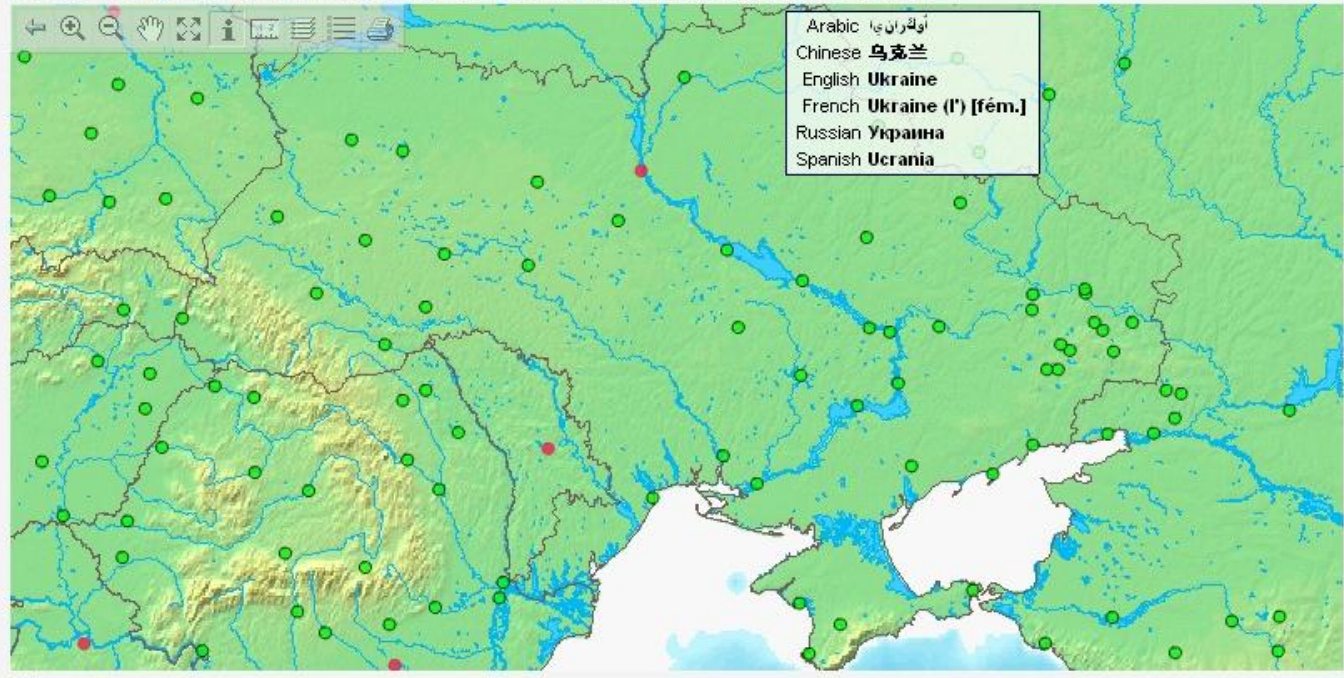 Arabic أوكرانيا
Chinese 乌克兰
English Ukraine
French Ukraine (l') [fém.]
Russian Украина
Spanish Ucrania